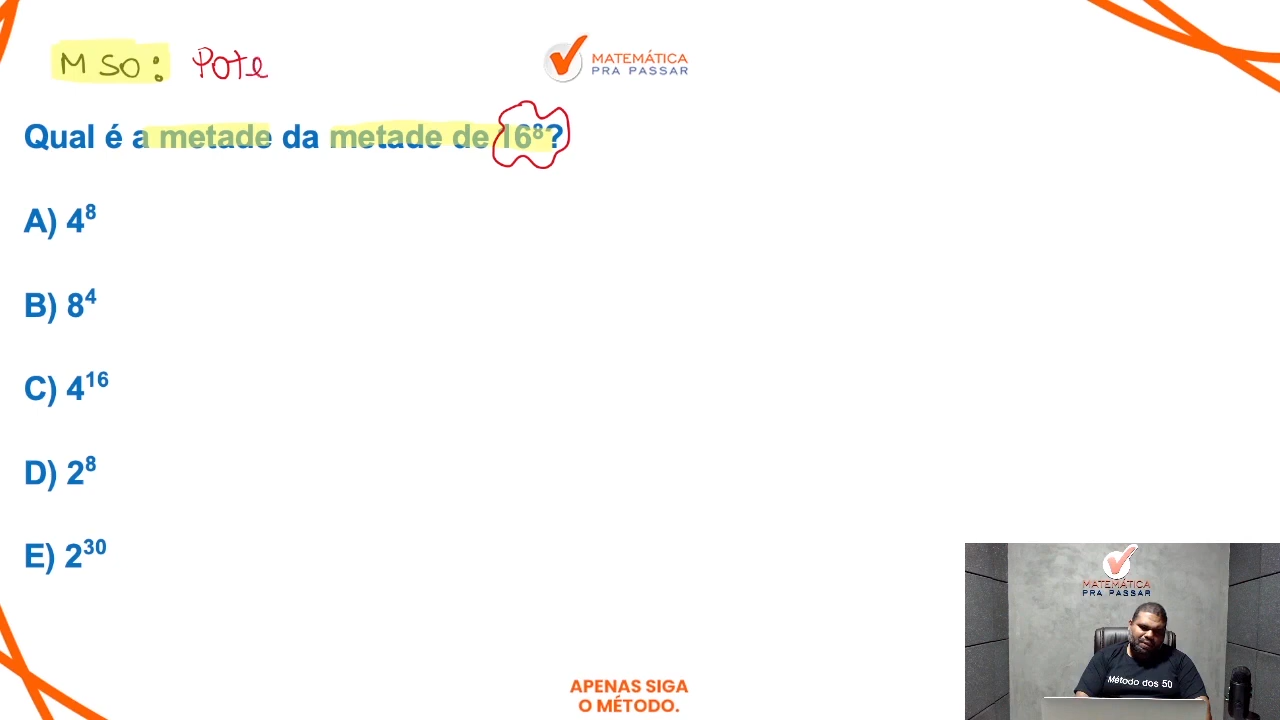 M SO: Pote
MATEMÁTICA
PRA PASSAR
Qual é a metade da metade de 16⁸?
A) 4⁸
B) 8⁴
C) 4¹⁶
D) 2⁸
E) 2³⁰
MATEMÁTICA
PRA PASSAR
Método dos 50
APENAS SIGA
O MÉTODO.